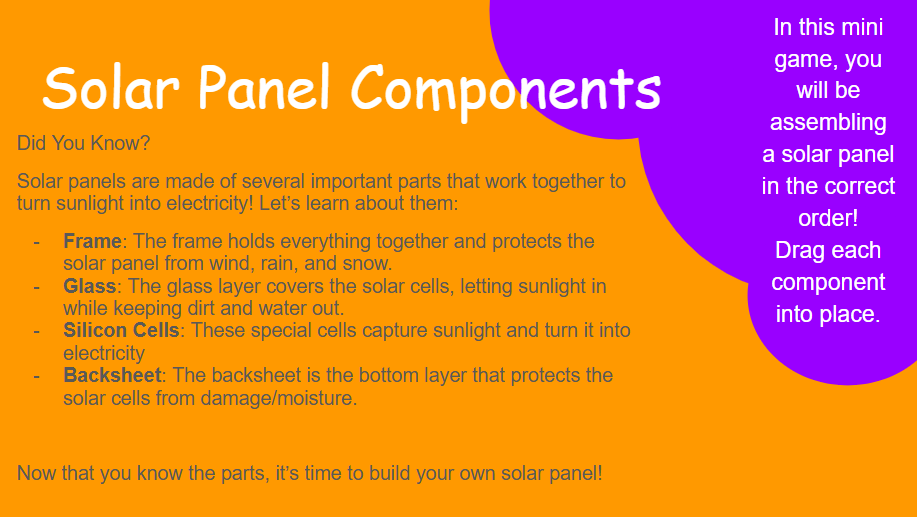 Solar Panel Components
Did You Know?
Solar panels are made of several important parts that work together to
turn sunlight into electricity! Let’s learn about them:
- Frame: The frame holds everything together and protects the
solar panel from wind, rain, and snow.
- Glass: The glass layer covers the solar cells, letting sunlight in
while keeping dirt and water out.
- Silicon Cells: These special cells capture sunlight and turn it into
electricity
- Backsheet: The backsheet is the bottom layer that protects the
solar cells from damage/moisture.
Now that you know the parts, it’s time to build your own solar panel!
In this mini
game, you
will be
assembling
a solar panel
in the correct
order!
Drag each
component
into place.